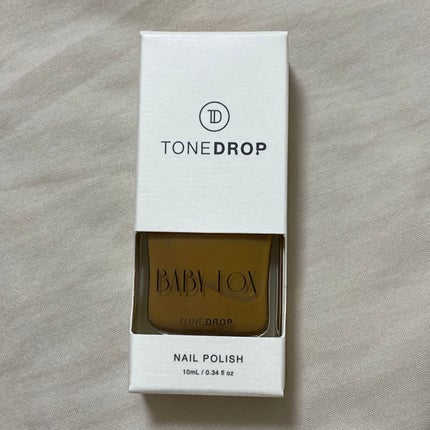 TD
TONEDROP
BABY FOX
TONEDROP
NAIL POLISH
10mL / 0.34 fl oz